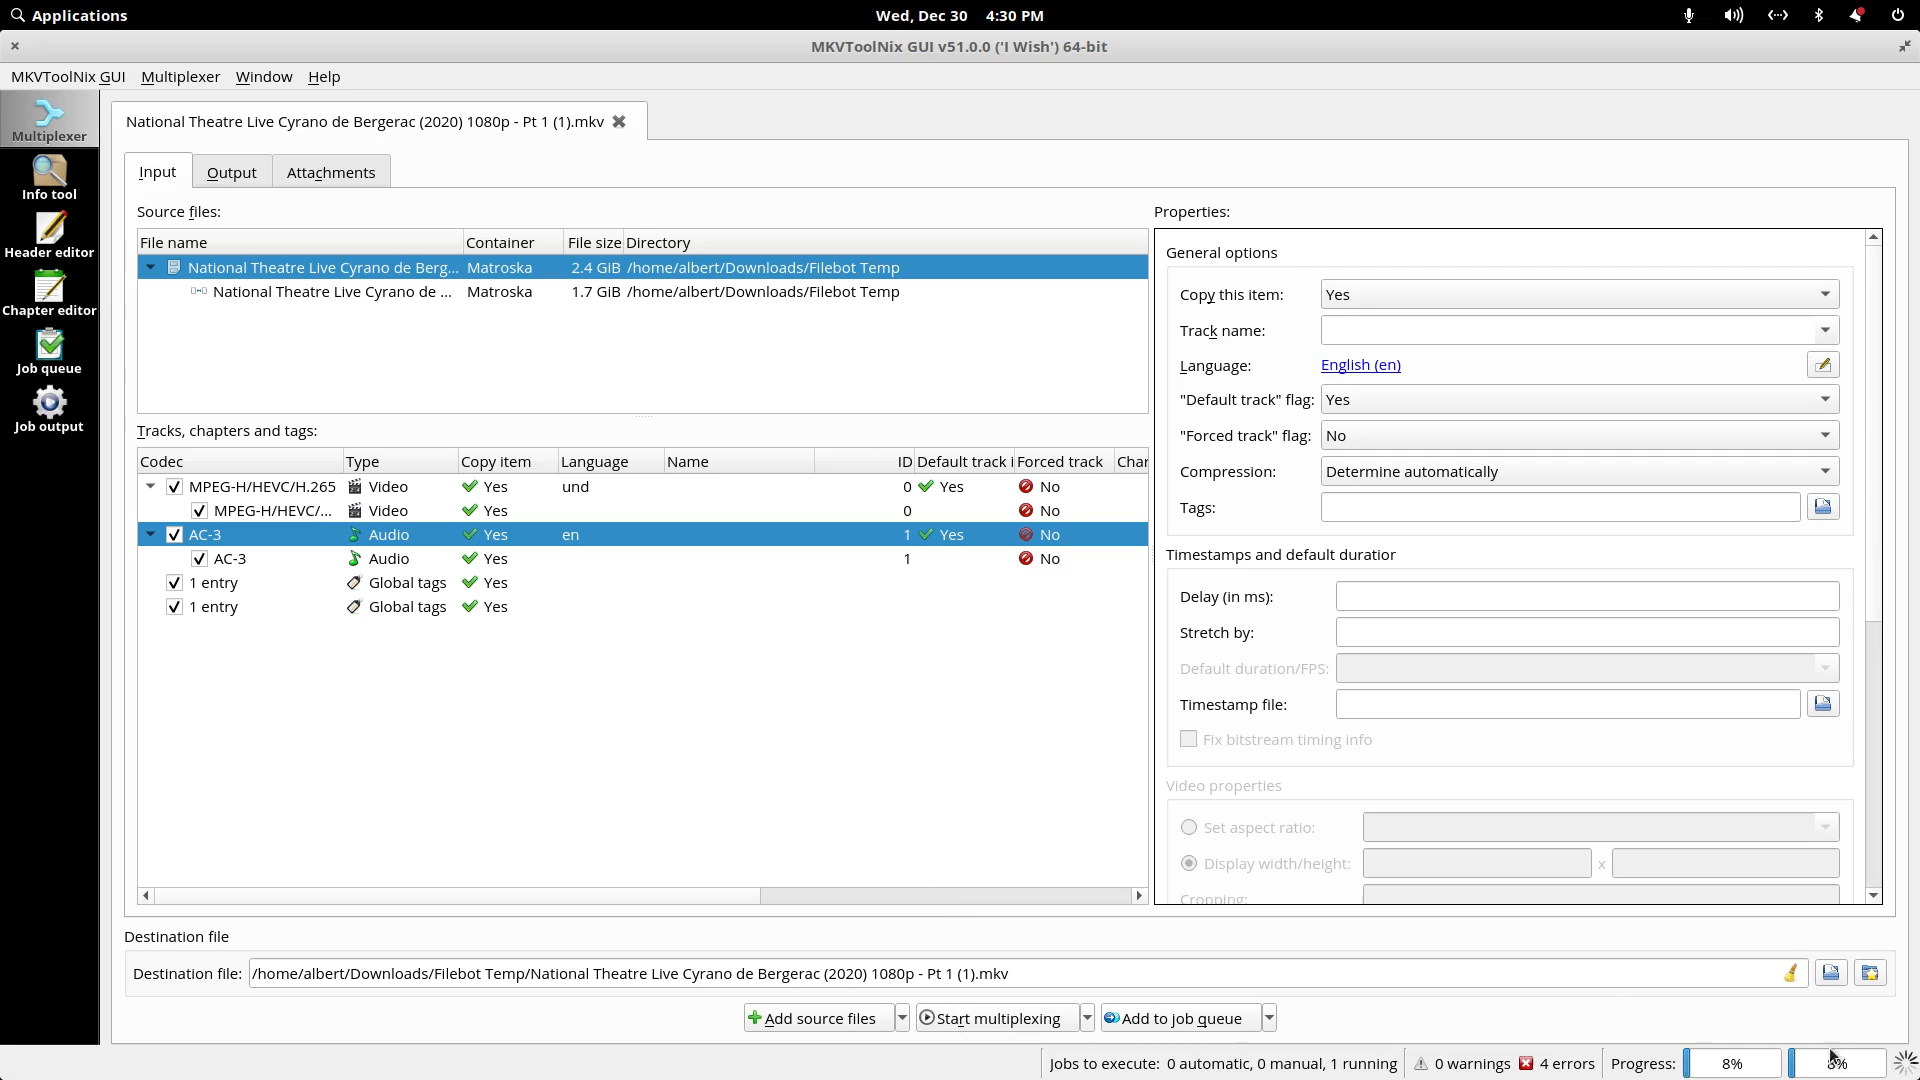 Applications
Wed, Dec 30 4:30 PM
MKVToolNix GUI v51.0.0 ('I Wish') 64-bit
MKVToolNix GUI Multiplexer Window Help
Multiplexer
Info tool
Header editor
Chapter editor
Job queue
Job output
National Theatre Live Cyrano de Bergerac (2020) 1080p - Pt 1 (1).mkv
Input Output Attachments
Source files:
File name Container File size Directory
National Theatre Live Cyrano de Berg... Matroska 2.4 GiB /home/albert/Downloads/Filebot Temp
National Theatre Live Cyrano de ... Matroska 1.7 GiB /home/albert/Downloads/Filebot Temp
Tracks, chapters and tags:
Codec Type Copy item Language Name ID Default track i Forced track Char
MPEG-H/HEVC/H.265 Video Yes und 0 Yes No
MPEG-H/HEVC/... Video Yes 0 No
AC-3 Audio Yes en 1 Yes No
AC-3 Audio Yes 1 No
1 entry Global tags Yes
1 entry Global tags Yes
Properties:
General options
Copy this item: Yes
Track name:
Language: English (en)
"Default track" flag: Yes
"Forced track" flag: No
Compression: Determine automatically
Tags:
Timestamps and default duratior
Delay (in ms):
Stretch by:
Default duration/FPS:
Timestamp file:
Fix bitstream timing info
Video properties
Set aspect ratio:
Display width/height: x
Cropping:
Destination file
Destination file: /home/albert/Downloads/Filebot Temp/National Theatre Live Cyrano de Bergerac (2020) 1080p - Pt 1 (1).mkv
Add source files Start multiplexing Add to job queue
Jobs to execute: 0 automatic, 0 manual, 1 running 0 warnings 4 errors Progress: 8% 8%